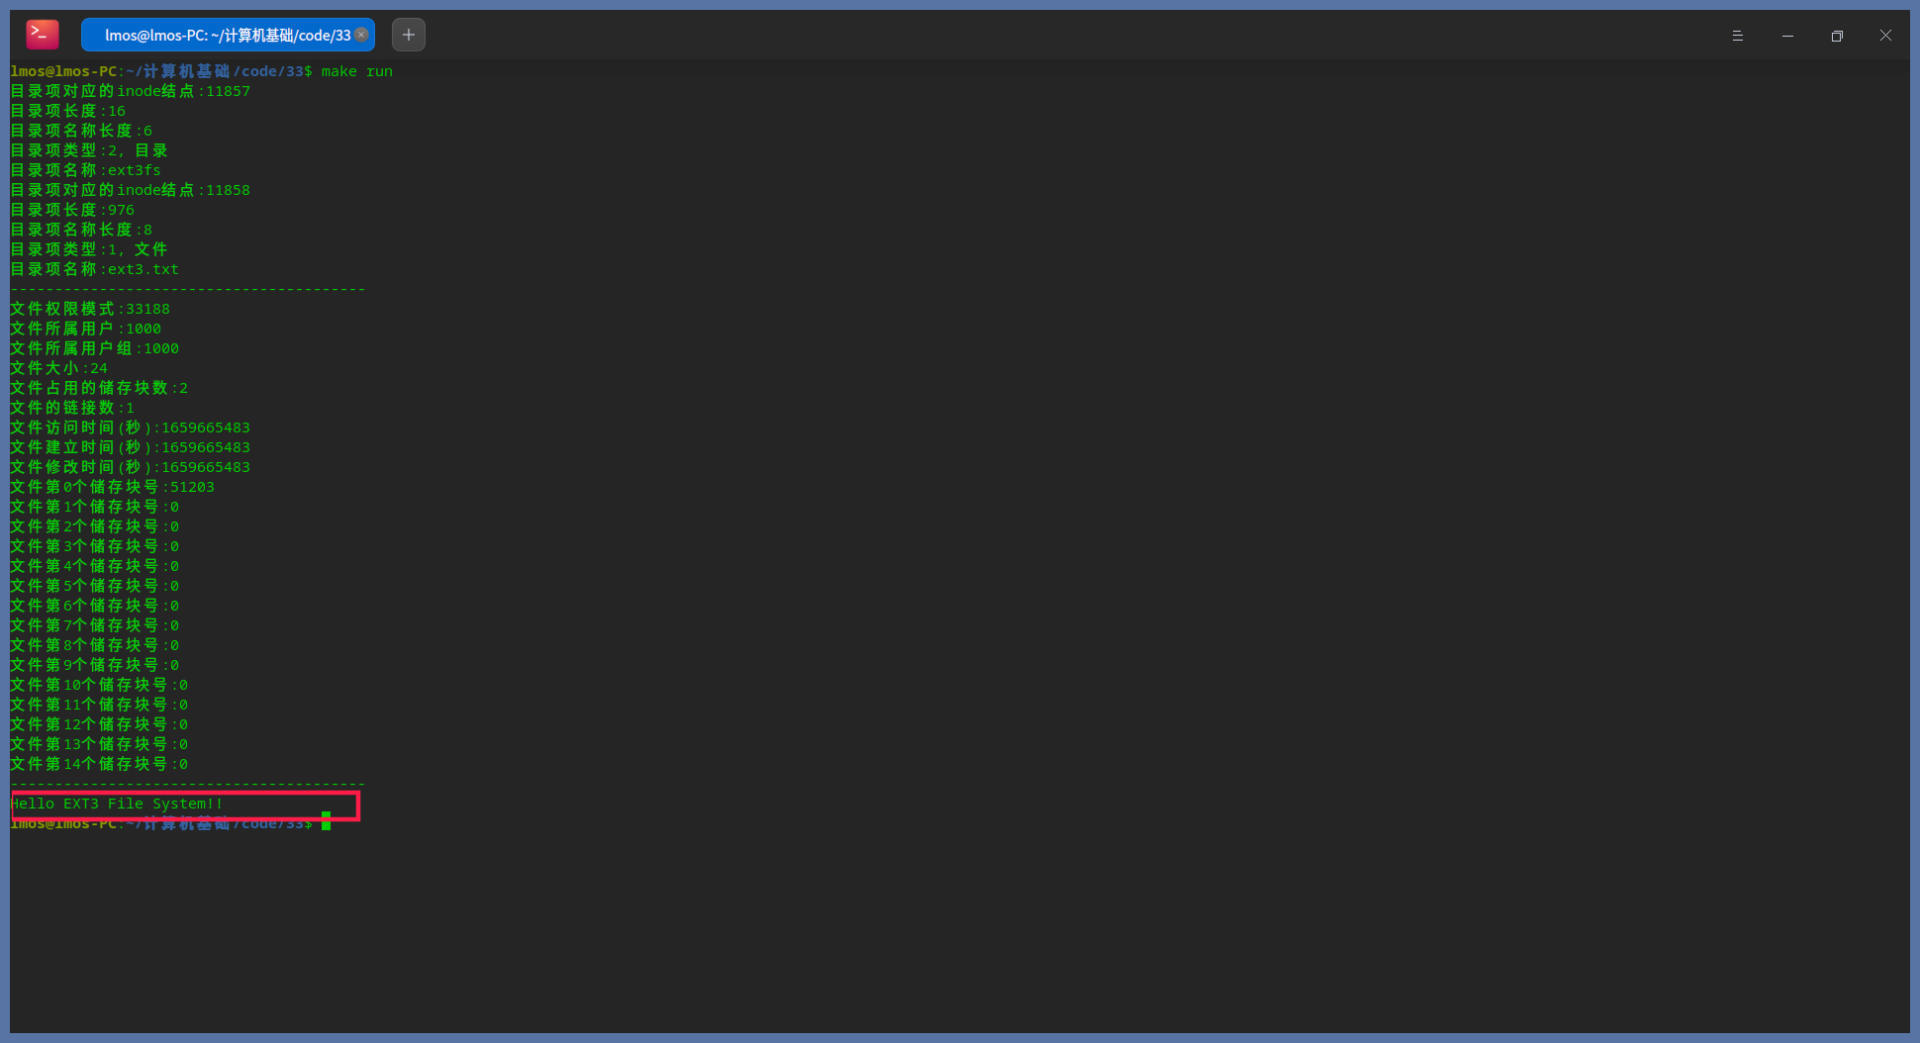 lmos@lmos-PC: ~/计算机基础/code/33
lmos@lmos-PC:~/计算机基础/code/33$ make run
目录项对应的inode结点:11857
目录项长度:16
目录项名称长度:6
目录项类型:2, 目录
目录项名称:ext3fs
目录项对应的inode结点:11858
目录项长度:976
目录项名称长度:8
目录项类型:1, 文件
目录项名称:ext3.txt
----------------------------------------
文件权限模式:33188
文件所属用户:1000
文件所属用户组:1000
文件大小:24
文件占用的储存块数:2
文件的链接数:1
文件访问时间(秒):1659665483
文件建立时间(秒):1659665483
文件修改时间(秒):1659665483
文件第0个储存块号:51203
文件第1个储存块号:0
文件第2个储存块号:0
文件第3个储存块号:0
文件第4个储存块号:0
文件第5个储存块号:0
文件第6个储存块号:0
文件第7个储存块号:0
文件第8个储存块号:0
文件第9个储存块号:0
文件第10个储存块号:0
文件第11个储存块号:0
文件第12个储存块号:0
文件第13个储存块号:0
文件第14个储存块号:0
----------------------------------------
Hello EXT3 File System!!
lmos@lmos-PC:~/计算机基础/code/33$